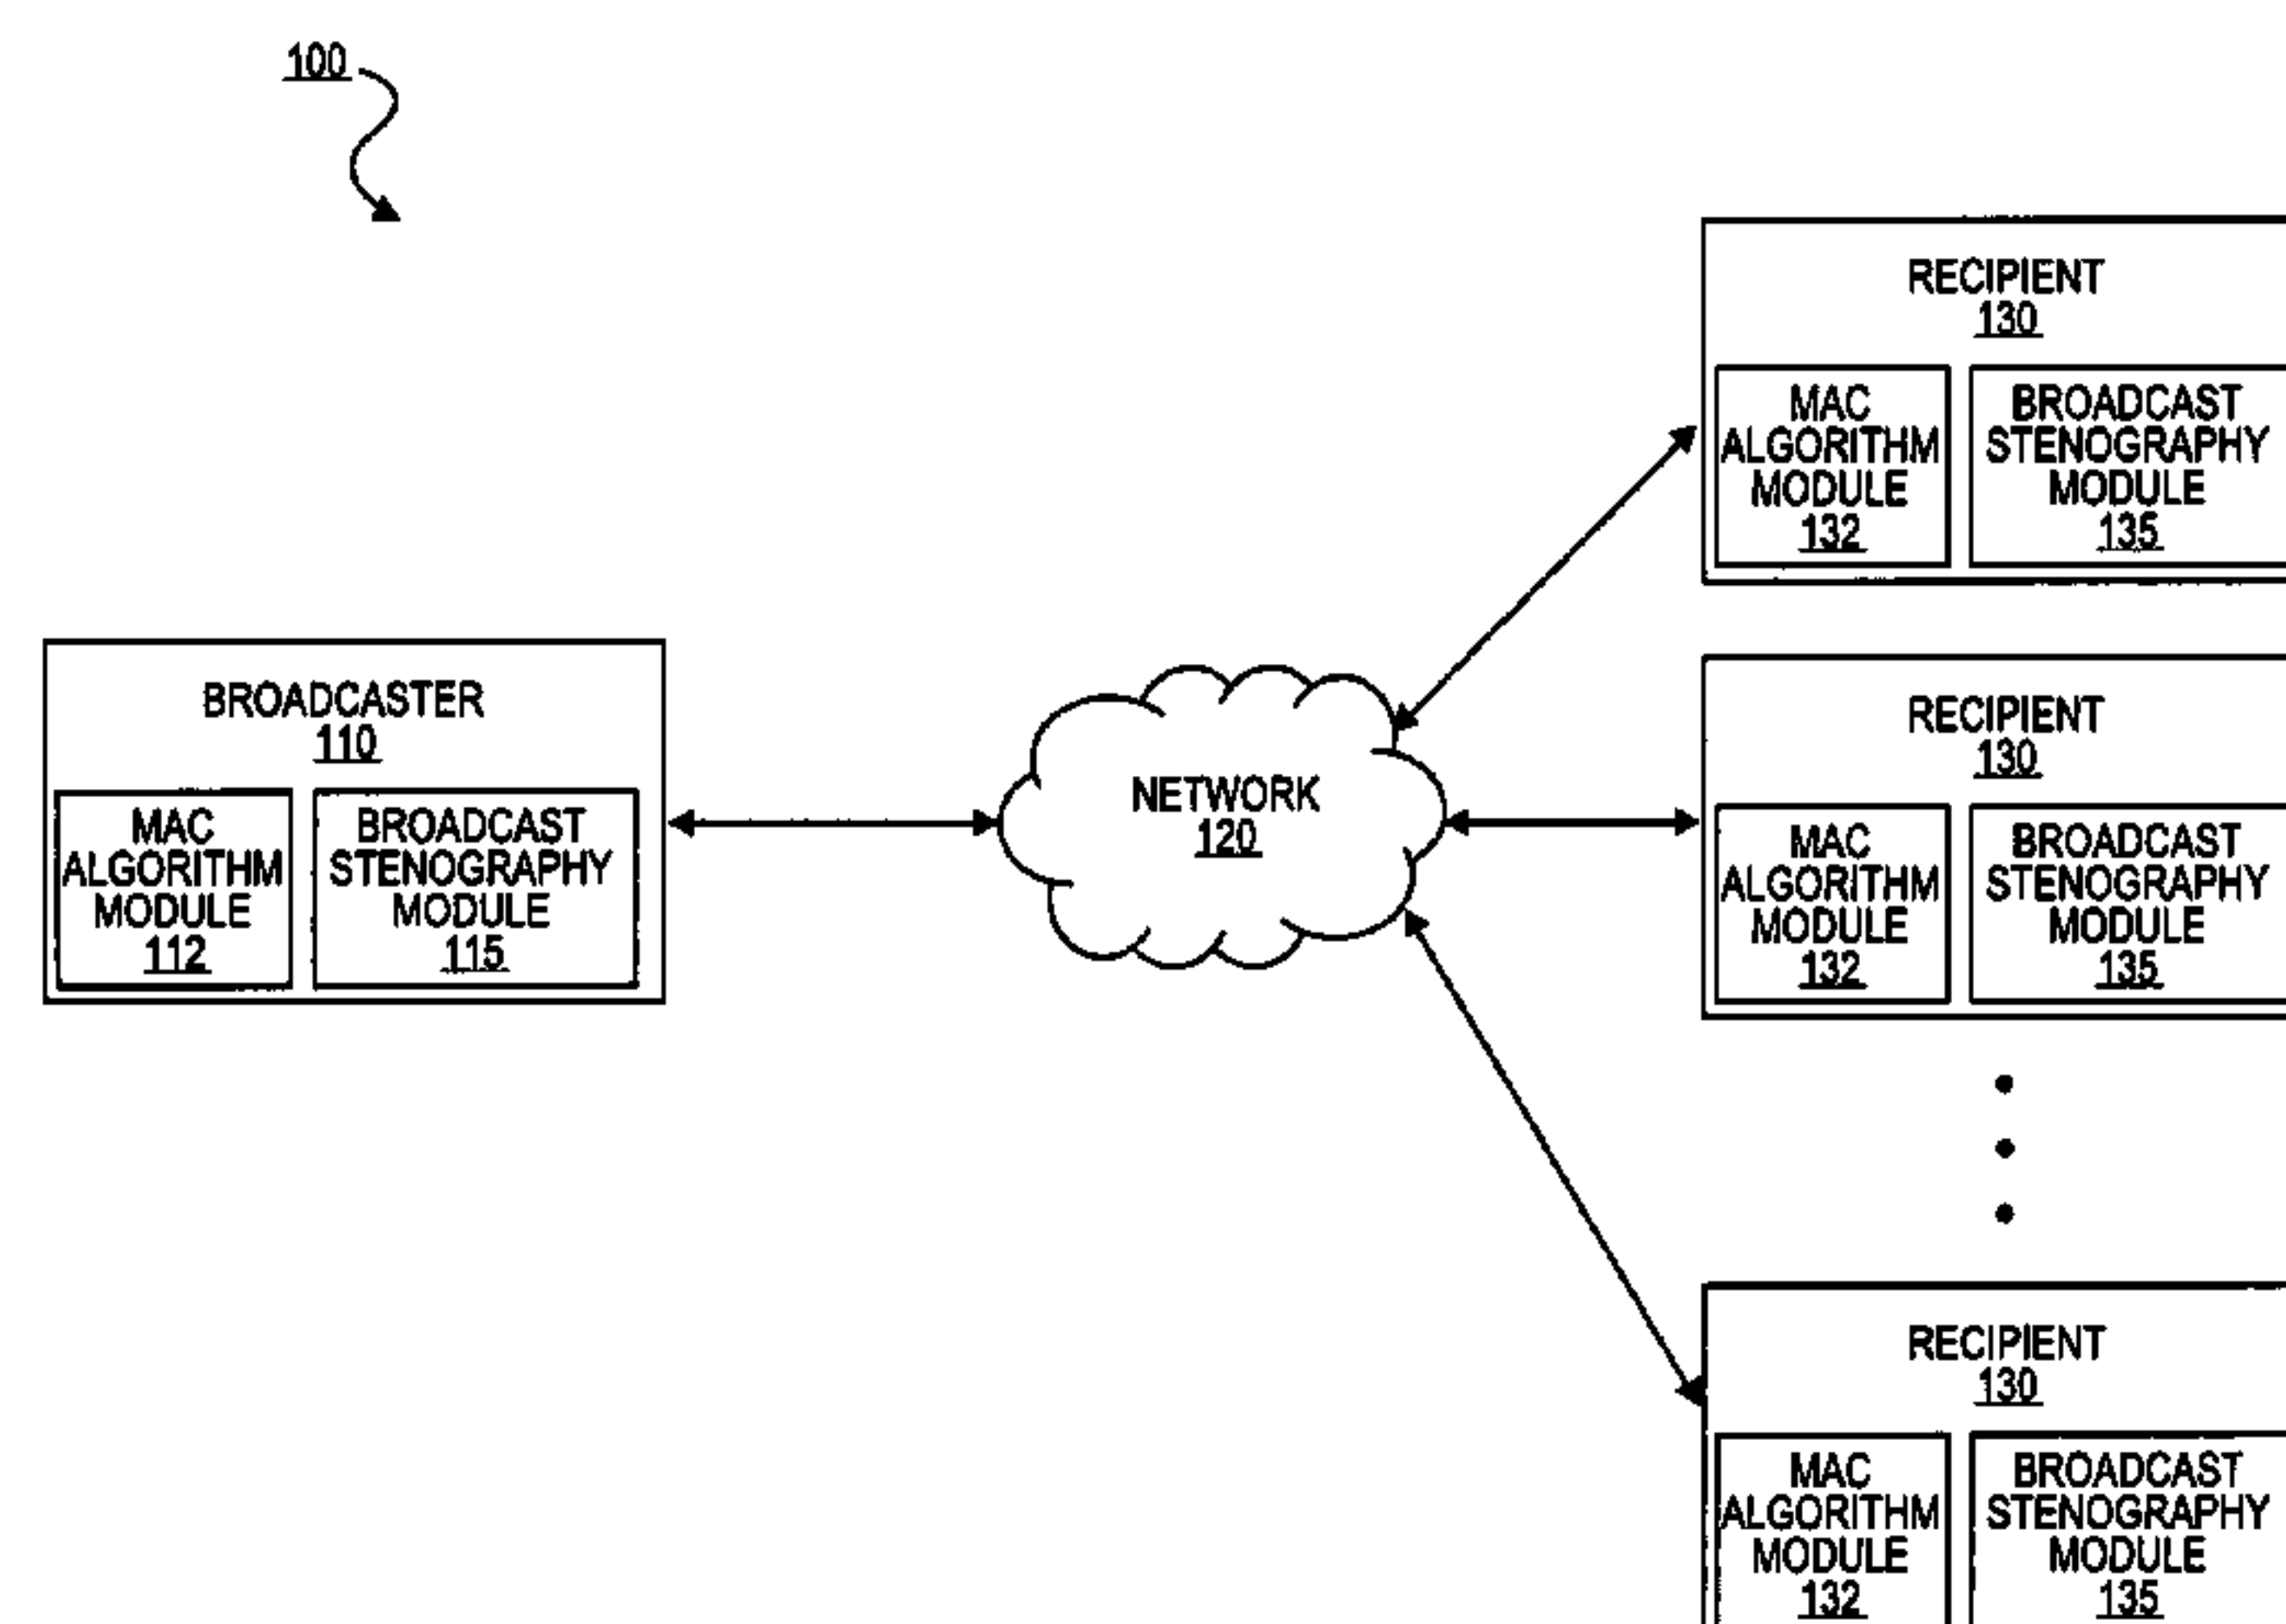 100
RECIPIENT
130
MAC
ALGORITHM
MODULE
132
BROADCAST
STENOGRAPHY
MODULE
135
BROADCASTER
110
MAC
ALGORITHM
MODULE
112
BROADCAST
STENOGRAPHY
MODULE
115
NETWORK
120
RECIPIENT
130
MAC
ALGORITHM
MODULE
132
BROADCAST
STENOGRAPHY
MODULE
135
RECIPIENT
130
MAC
ALGORITHM
MODULE
132
BROADCAST
STENOGRAPHY
MODULE
135